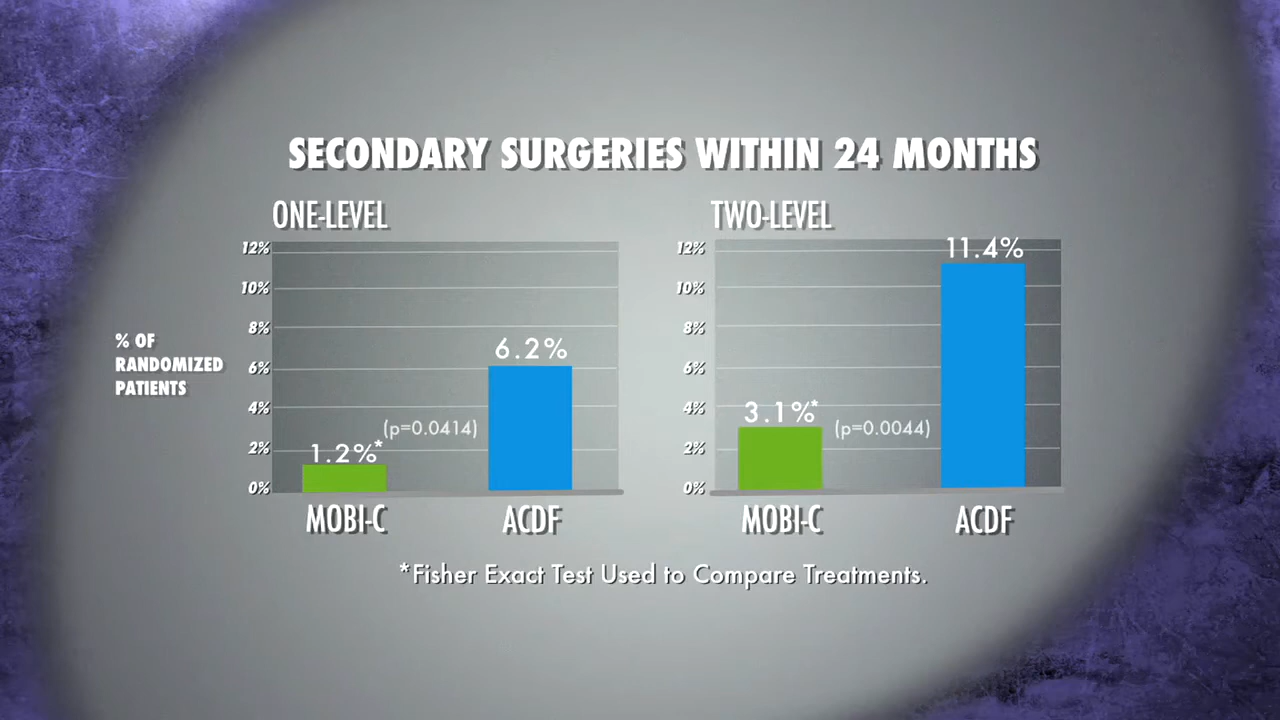 SECONDARY SURGERIES WITHIN 24 MONTHS
ONE-LEVEL
12%
10%
8%
6%
4%
2%
0%
% OF
RANDOMIZED
PATIENTS
1.2%*
(p=0.0414)
6.2%
MOBI-C
ACDF
TWO-LEVEL
12%
10%
8%
6%
4%
2%
0%
3.1%*
(p=0.0044)
11.4%
MOBI-C
ACDF
*Fisher Exact Test Used to Compare Treatments.